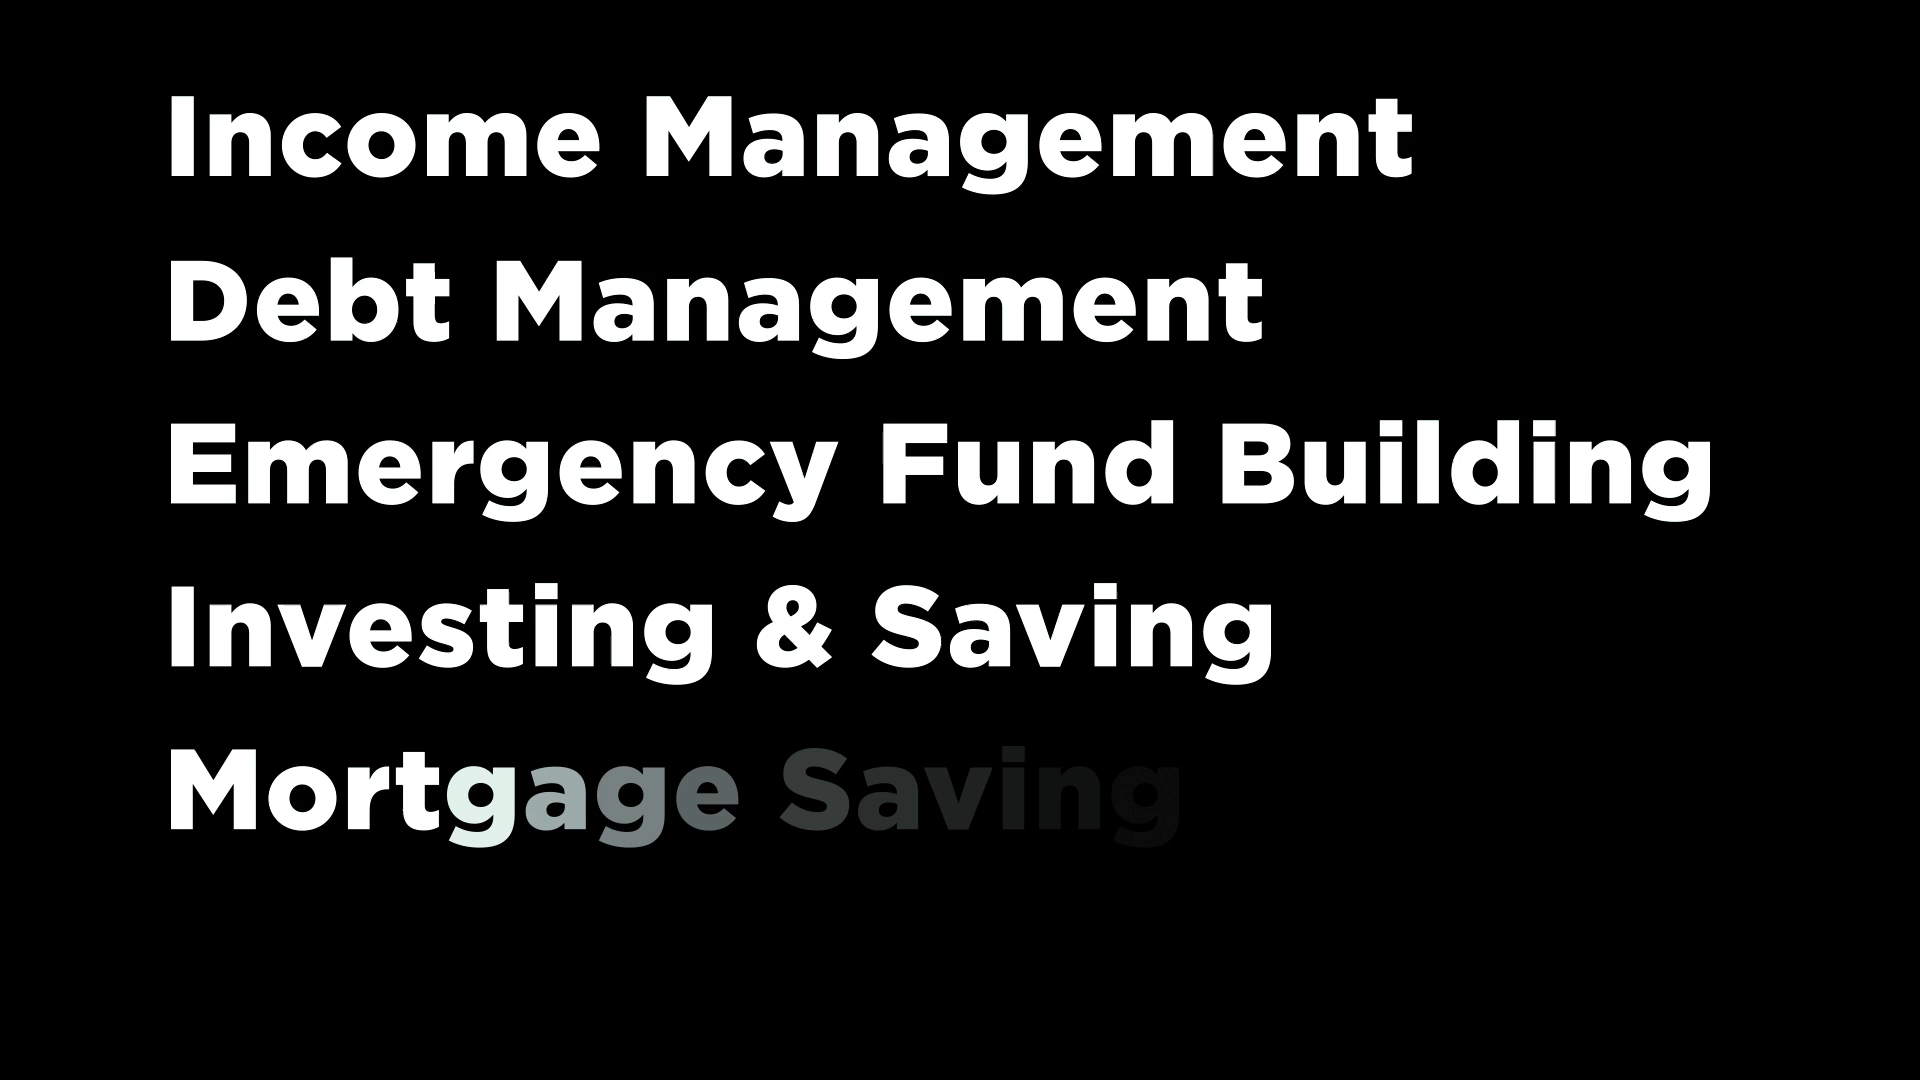 Income Management
Debt Management
Emergency Fund Building
Investing & Saving
Mortgage Saving